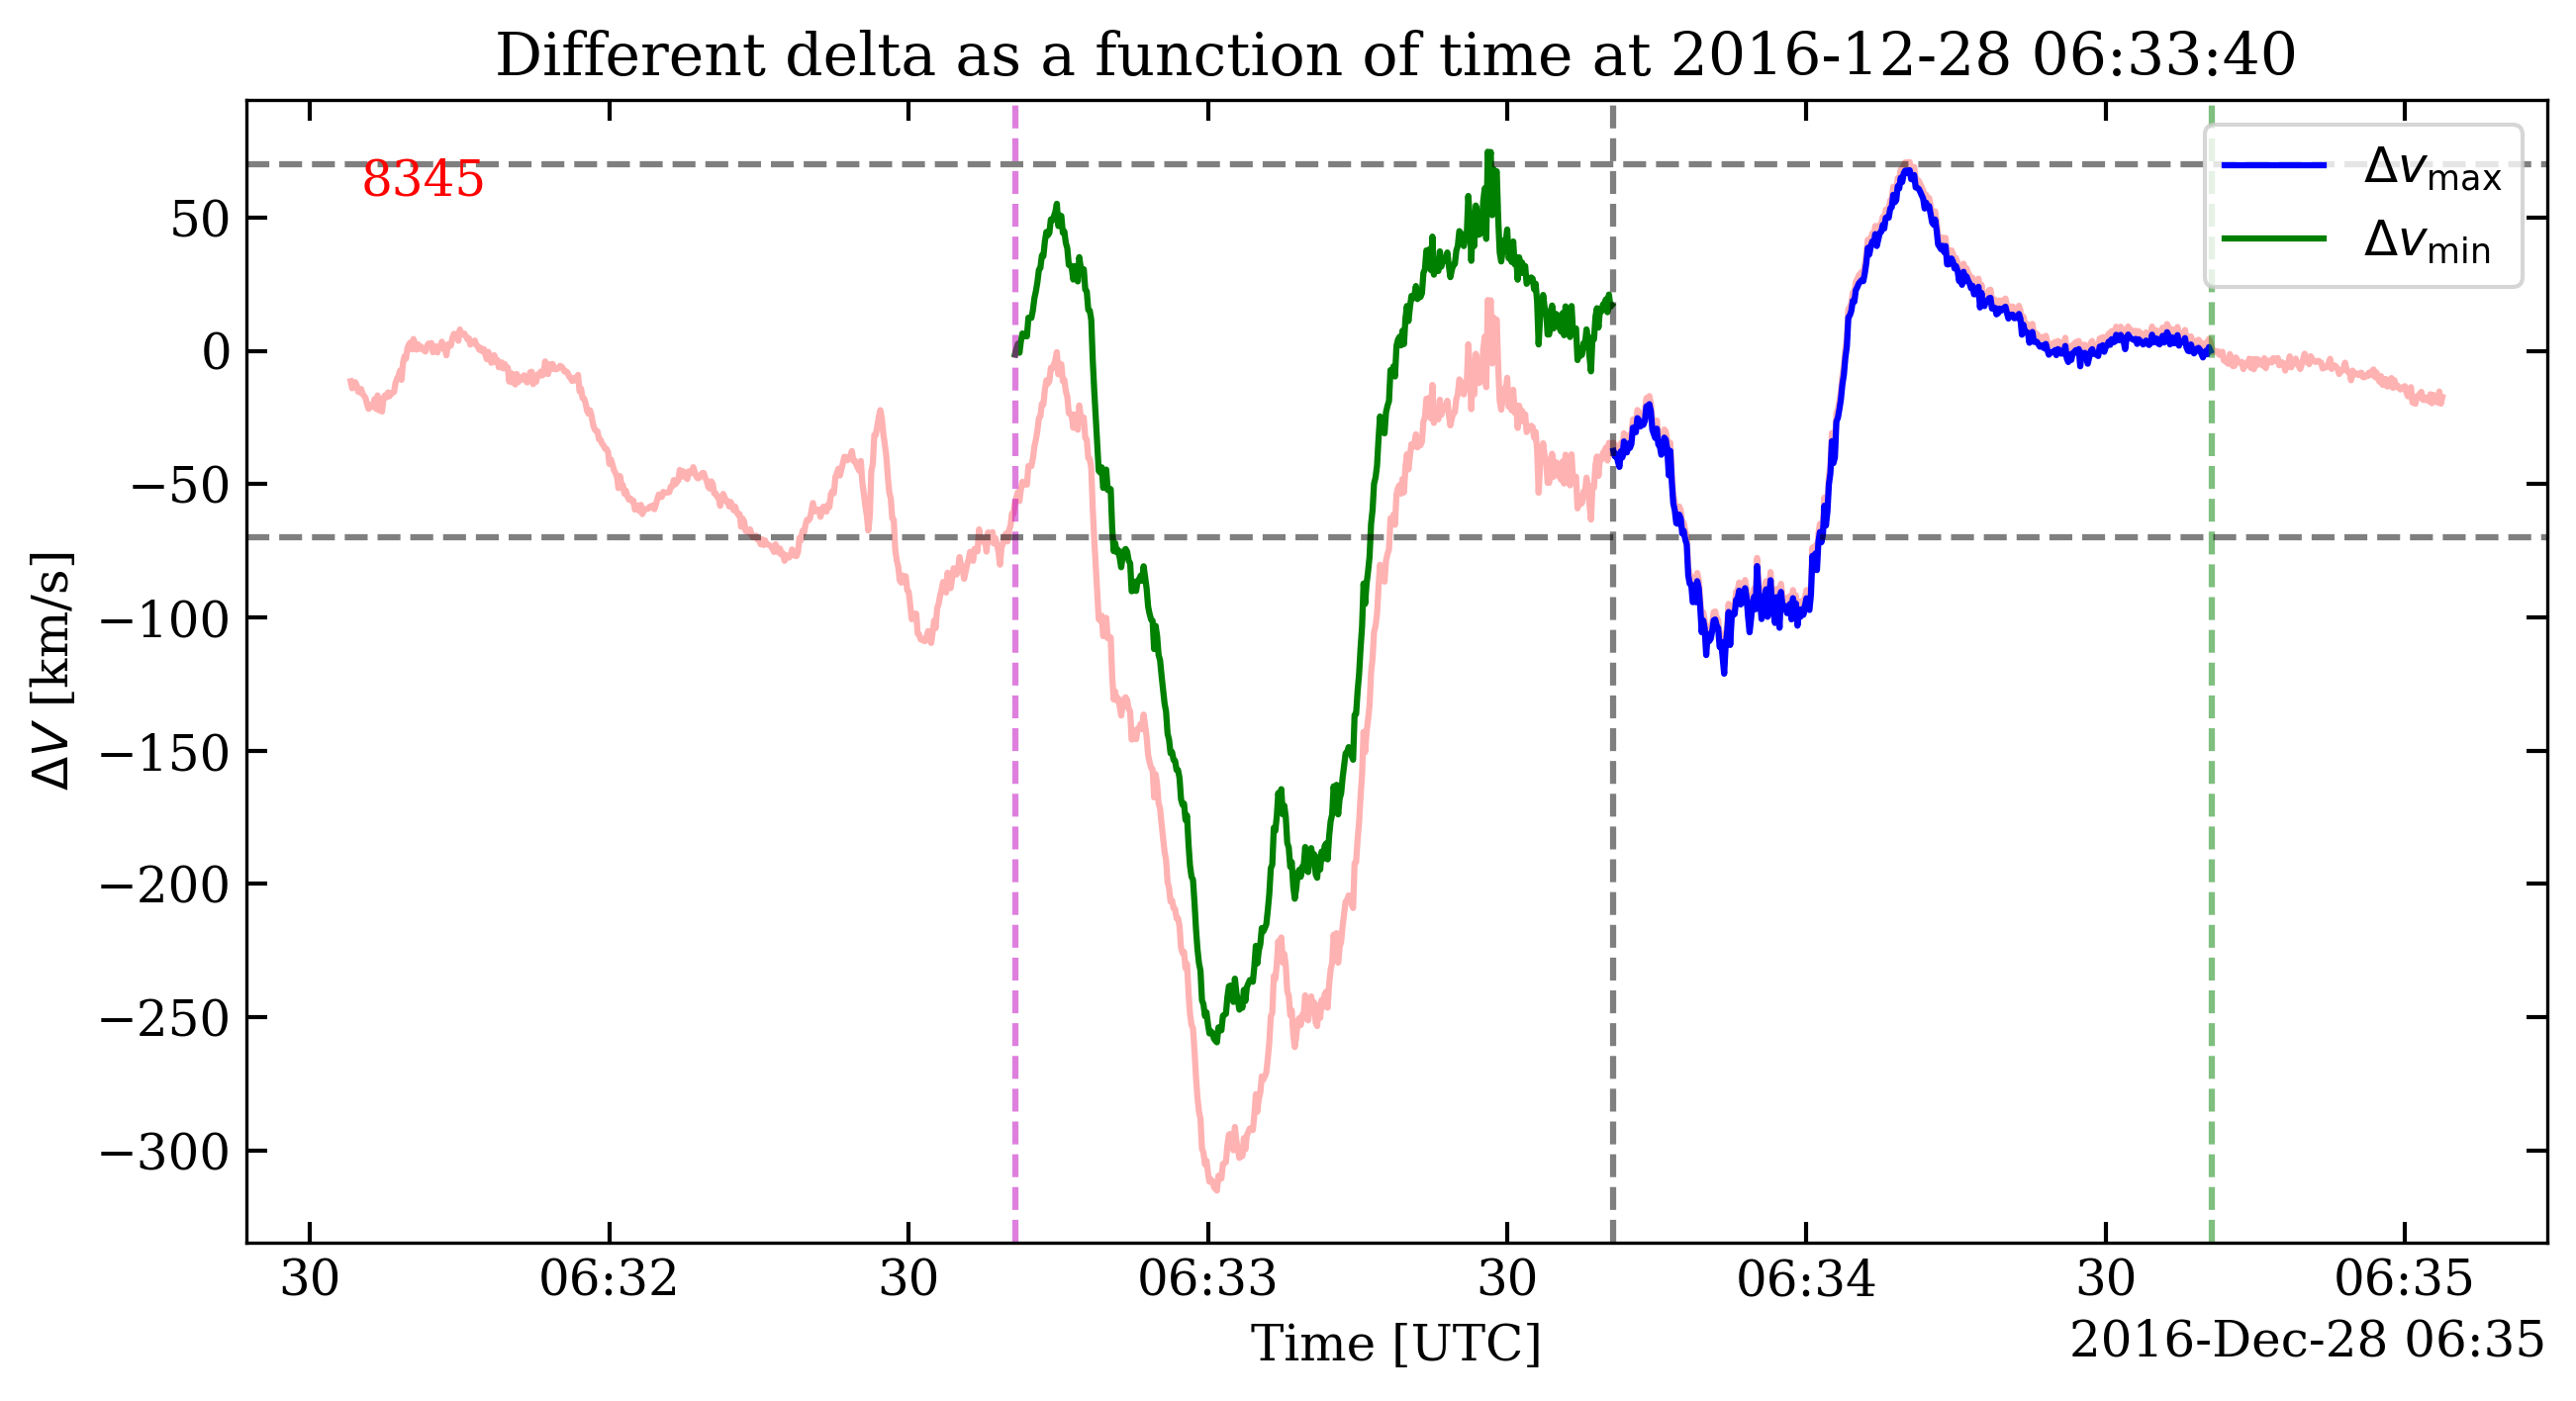 Different delta as a function of time at 2016-12-28 06:33:40
8345
Δv_max
Δv_min
50
0
−50
−100
−150
−200
−250
−300
ΔV [km/s]
30 06:32 30 06:33 30 06:34 30 06:35
Time [UTC]
2016-Dec-28 06:35